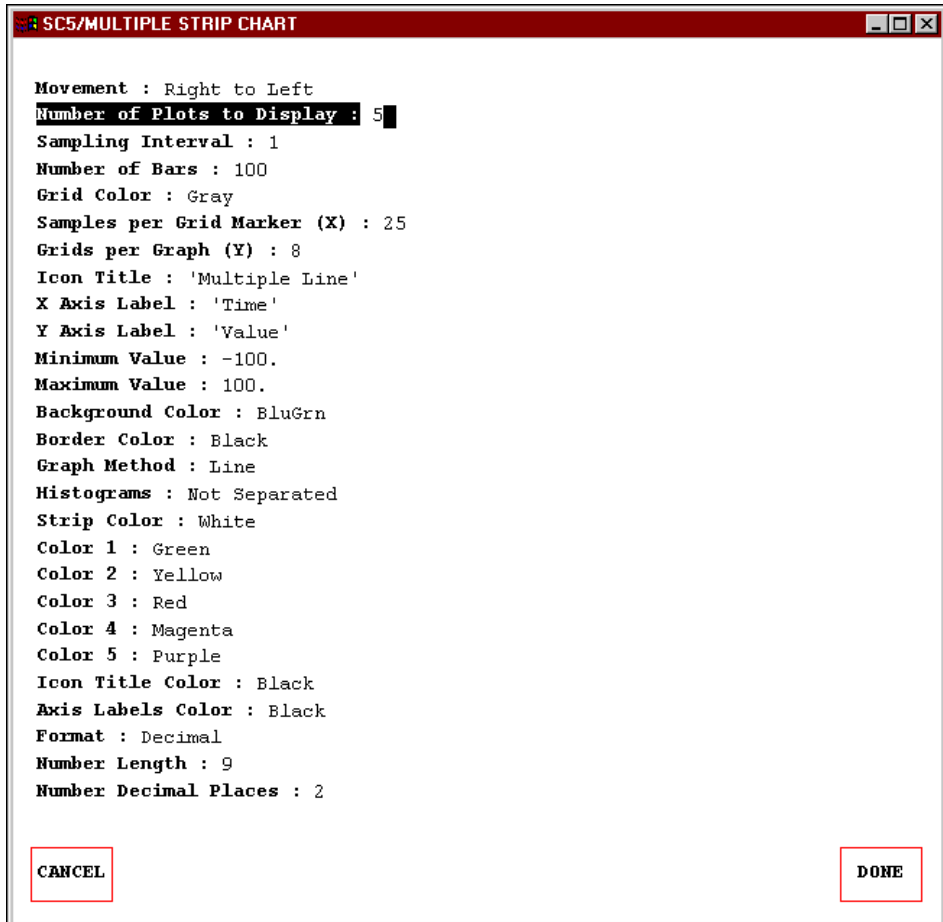 SC5/MULTIPLE STRIP CHART
Movement : Right to Left
Number of Plots to Display : 5
Sampling Interval : 1
Number of Bars : 100
Grid Color : Gray
Samples per Grid Marker (X) : 25
Grids per Graph (Y) : 8
Icon Title : 'Multiple Line'
X Axis Label : 'Time'
Y Axis Label : 'Value'
Minimum Value : -100.
Maximum Value : 100.
Background Color : BluGrn
Border Color : Black
Graph Method : Line
Histograms : Not Separated
Strip Color : White
Color 1 : Green
Color 2 : Yellow
Color 3 : Red
Color 4 : Magenta
Color 5 : Purple
Icon Title Color : Black
Axis Labels Color : Black
Format : Decimal
Number Length : 9
Number Decimal Places : 2
CANCEL DONE